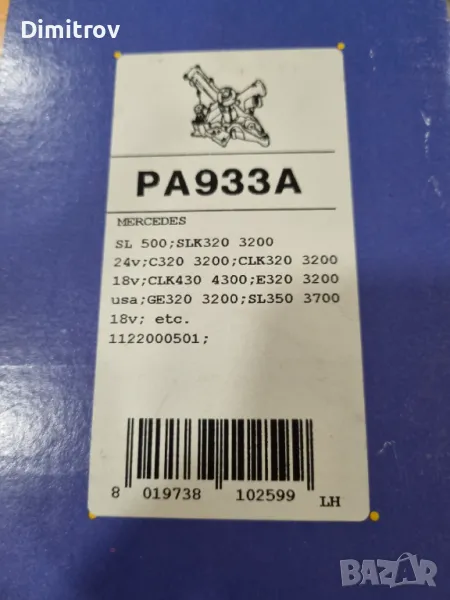 Dimitrov
PA933A
MERCEDES
SL 500;SLK320 3200
24v;C320 3200;CLK320 3200
18v;CLK430 4300;E320 3200
usa;GE320 3200;SL350 3700
18v; etc.
1122000501;
8 019738 102599 LH
BAZAR